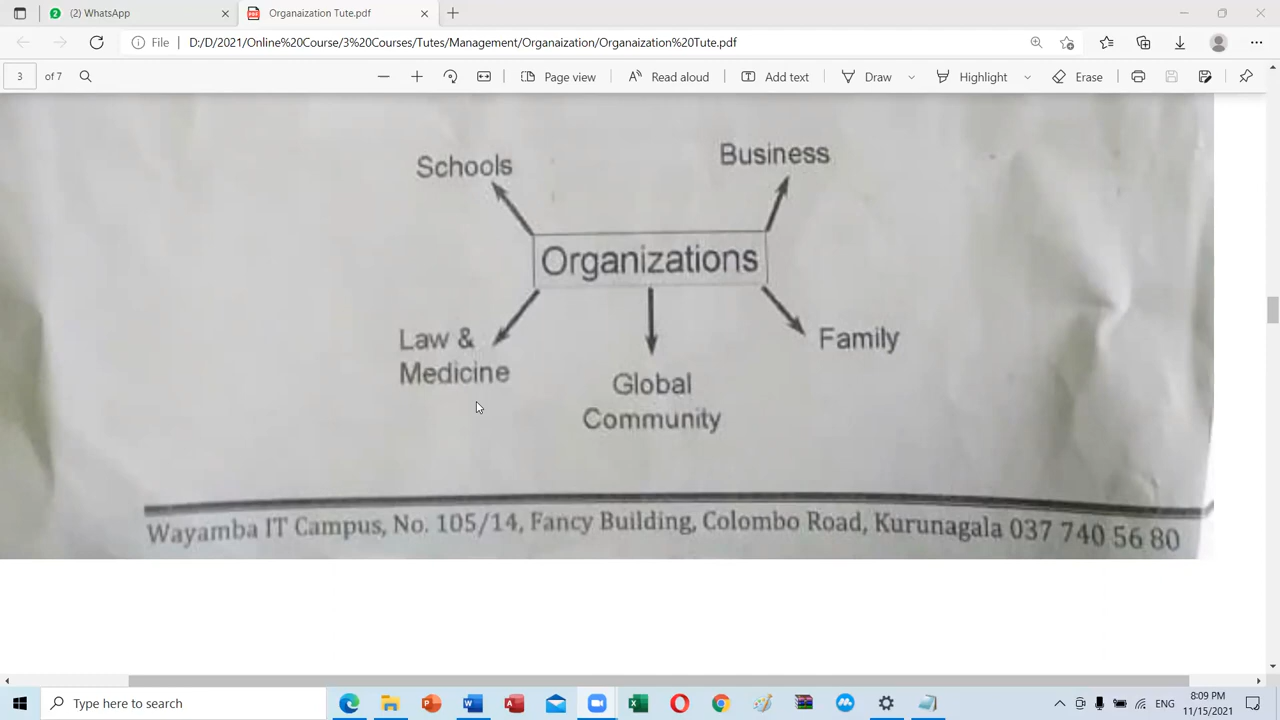 (2) WhatsApp
Organaization Tute.pdf
File
D:/D/2021/Online%20Course/3%20Courses/Tutes/Management/Organaization/Organaization%20Tute.pdf
3 of 7
Page view
Read aloud
Add text
Draw
Highlight
Erase
Schools
Business
Organizations
Law &
Medicine
Family
Global
Community
Wayamba IT Campus, No. 105/14, Fancy Building, Colombo Road, Kurunagala 037 740 56 80
Type here to search
ENG
8:09 PM
11/15/2021